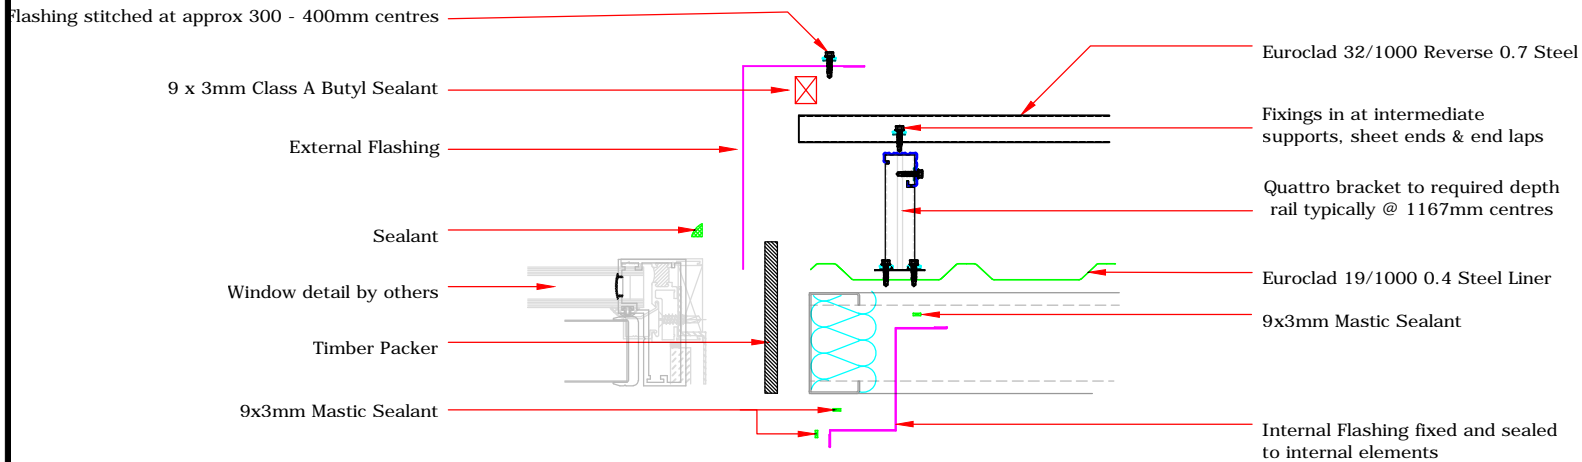 Flashing stitched at approx 300 - 400mm centres
9 x 3mm Class A Butyl Sealant
External Flashing
Sealant
Window detail by others
Timber Packer
9x3mm Mastic Sealant
Euroclad 32/1000 Reverse 0.7 Steel
Fixings in at intermediate
supports, sheet ends & end laps
Quattro bracket to required depth
rail typically @ 1167mm centres
Euroclad 19/1000 0.4 Steel Liner
9x3mm Mastic Sealant
Internal Flashing fixed and sealed
to internal elements